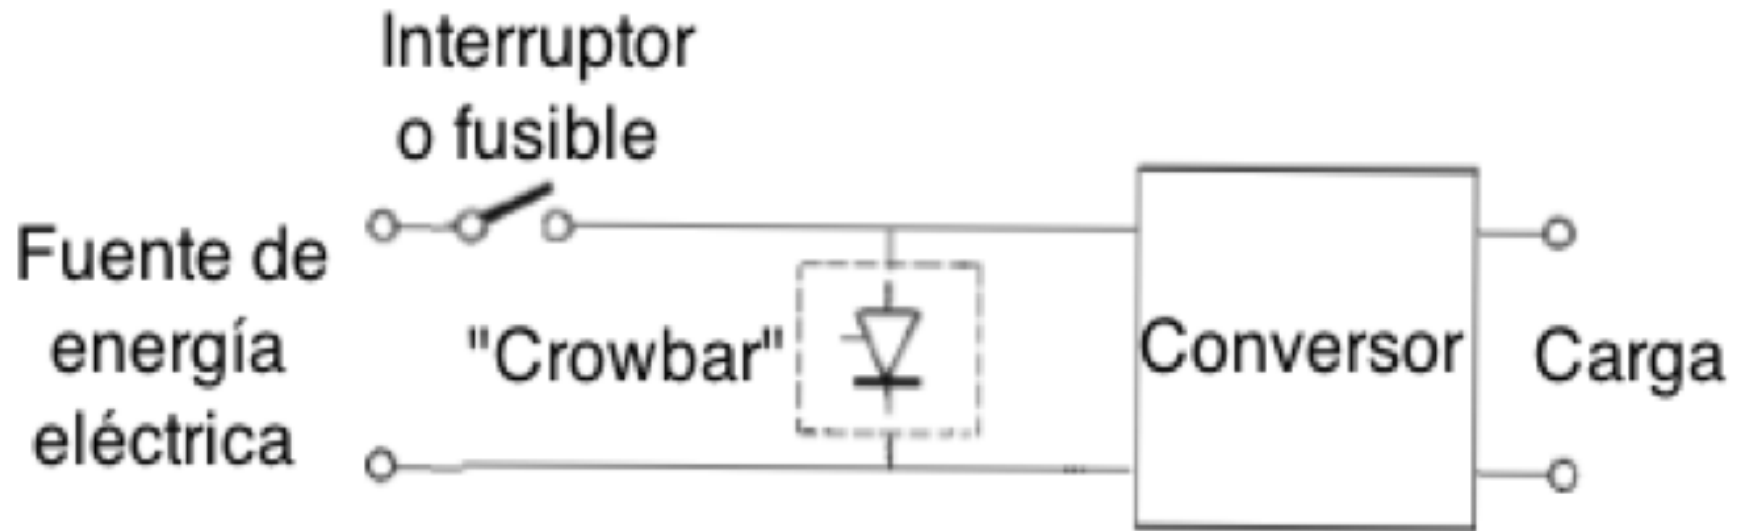 Interruptor
o fusible
Fuente de
energía
eléctrica
"Crowbar"
Conversor
Carga